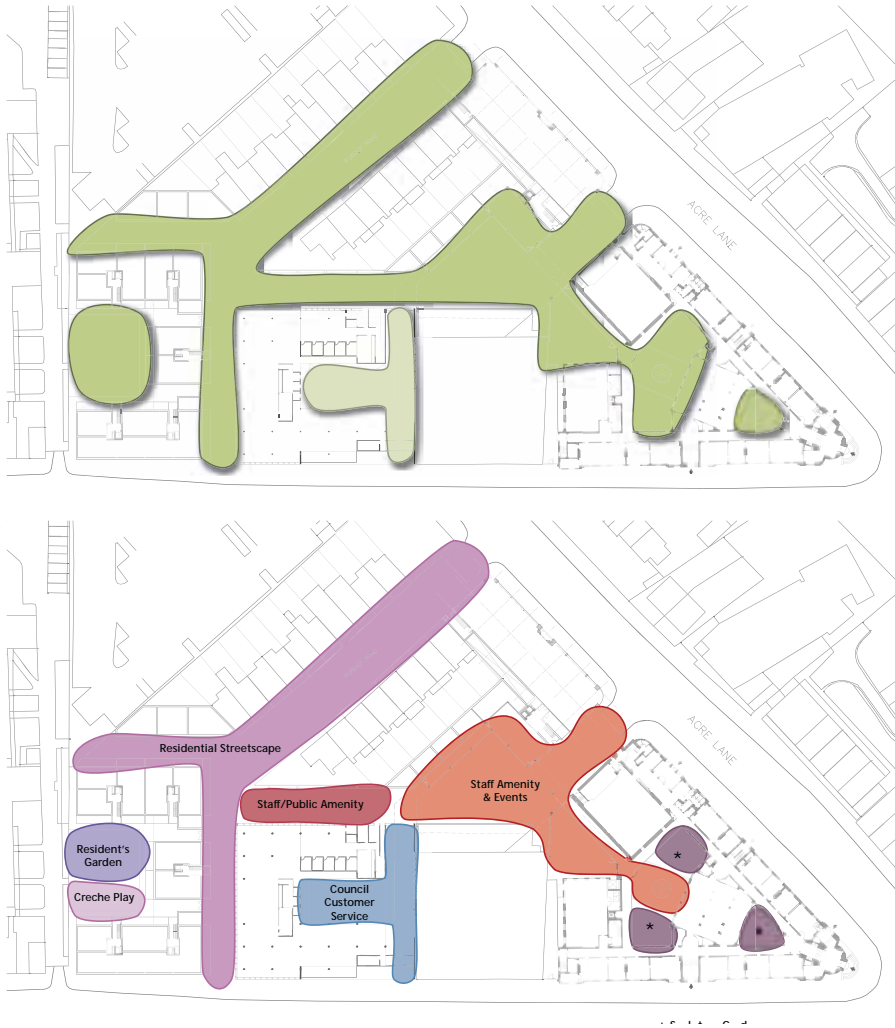 ACRE LANE
ACRE LANE
Residential Streetscape
Staff/Public Amenity
Staff Amenity
& Events
Resident's
Garden
Creche Play
Council
Customer
Service
*
*